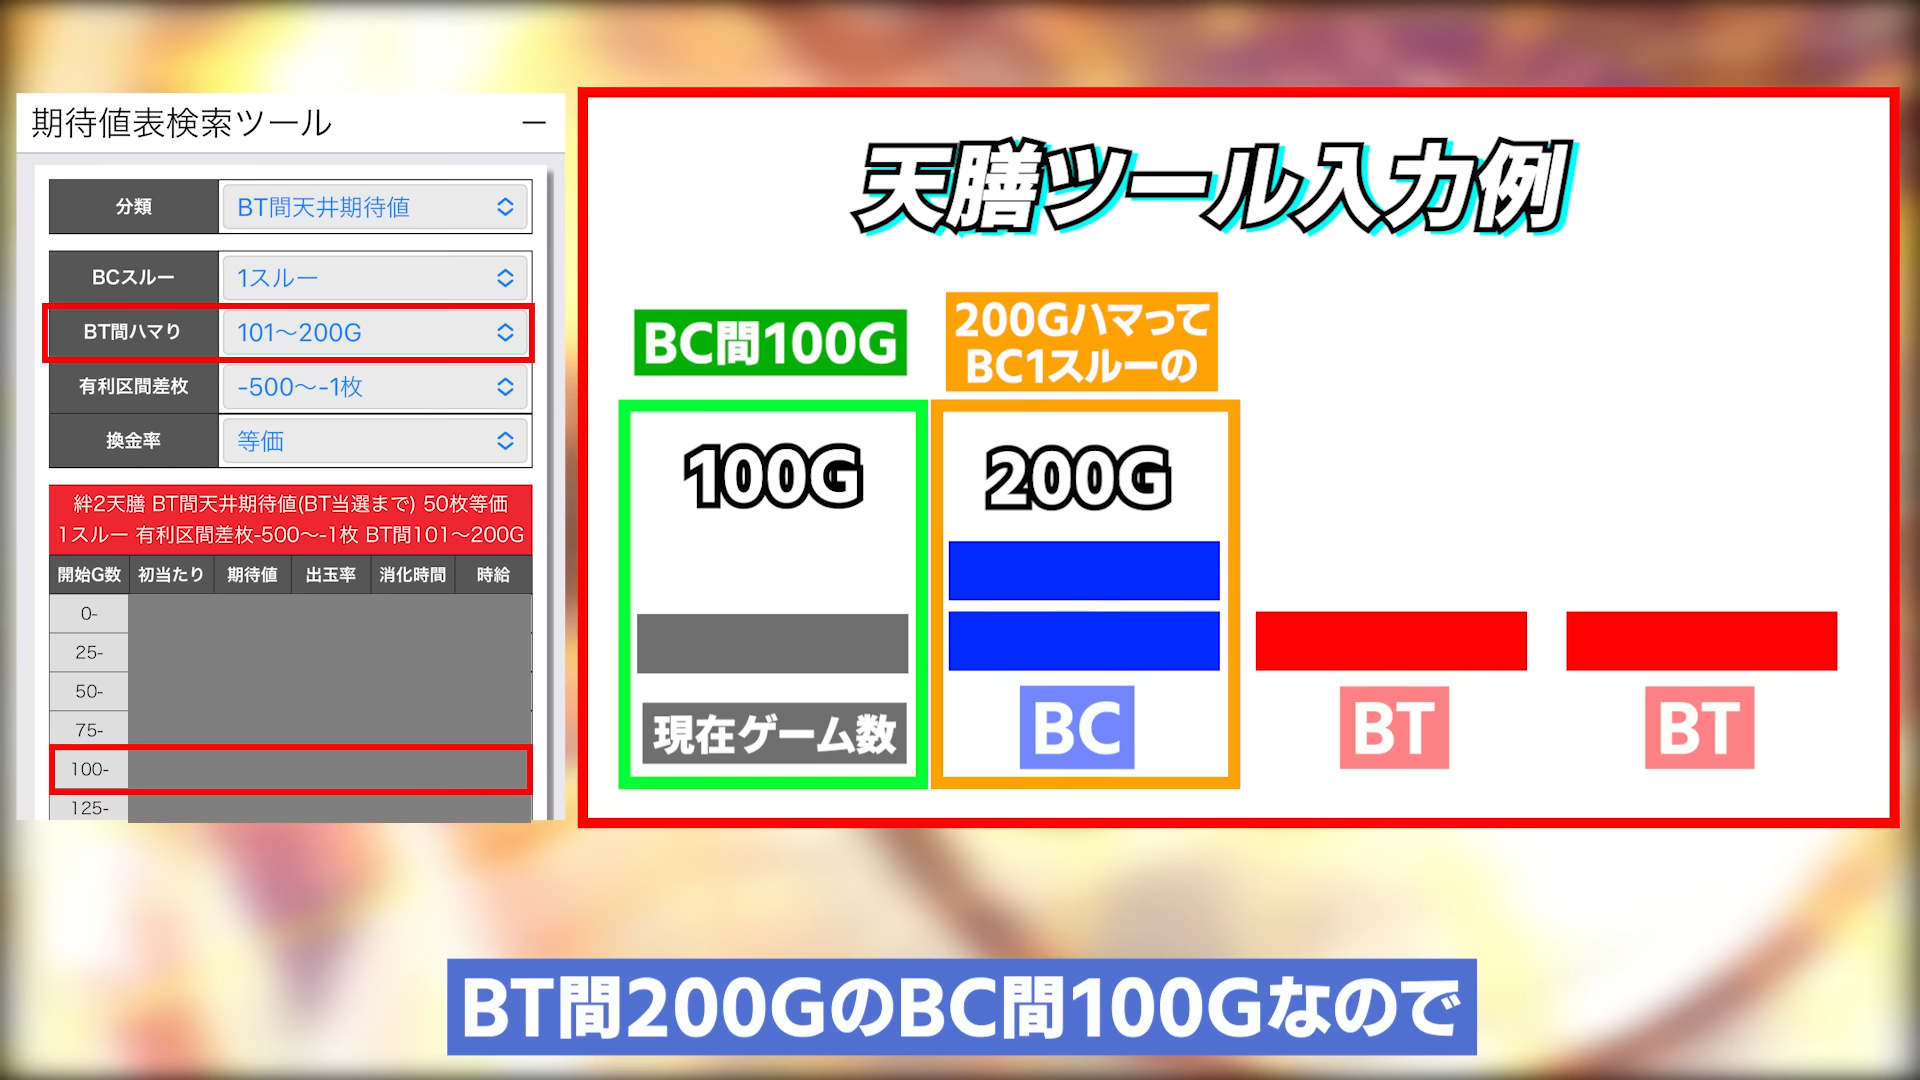 期待値表検索ツール
分類 BT間天井期待値
BCスルー 1スルー
BT間ハマり 101〜200G
有利区間差枚 -500〜-1枚
換金率 等価
絆2天膳 BT間天井期待値(BT当選まで) 50枚等価
1スルー 有利区間差枚-500〜-1枚 BT間101〜200G
開始G数 初当たり 期待値 出玉率 消化時間 時給
0-
25-
50-
75-
100-
125-
天膳ツール入力例
BC間100G
200Gハマって
BC1スルーの
100G
200G
現在ゲーム数
BC
BT
BT
BT間200GのBC間100Gなので